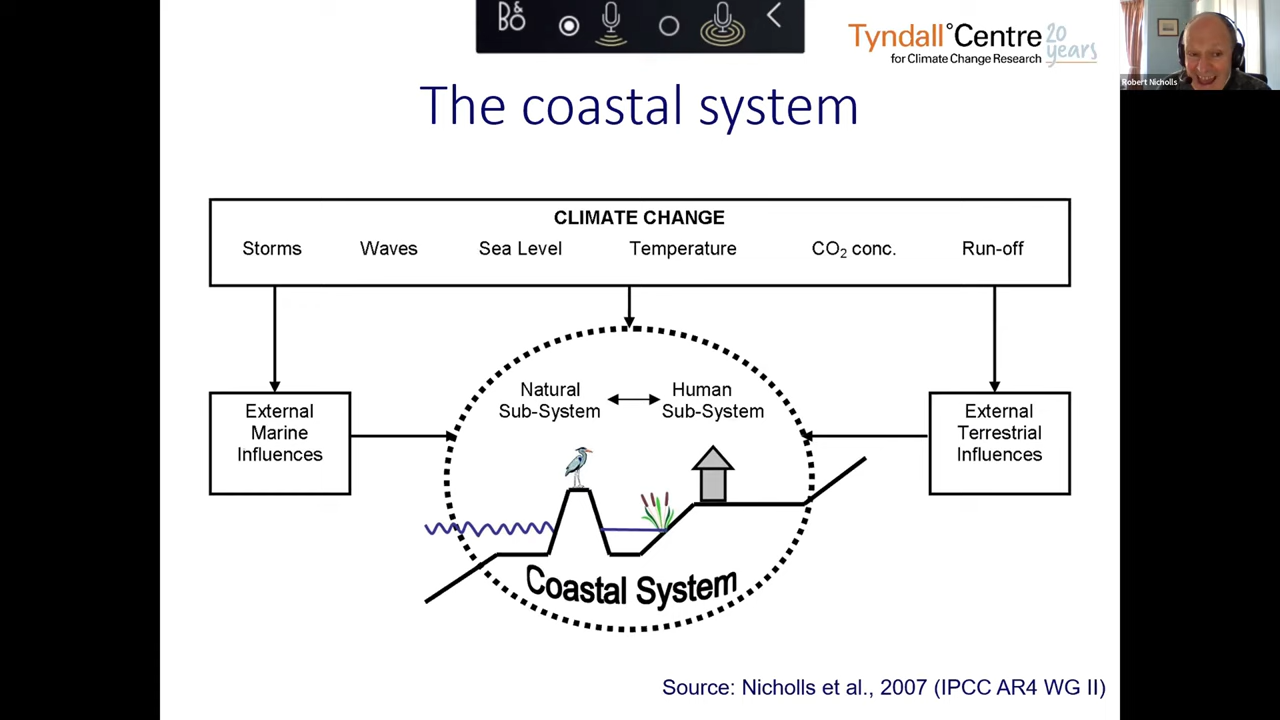 B&O
Tyndall°Centre
for Climate Change Research
20 years
Robert Nicholls
The coastal system
CLIMATE CHANGE
Storms Waves Sea Level Temperature CO₂ conc. Run-off
Natural Sub-System
Human Sub-System
External
Marine
Influences
External
Terrestrial
Influences
Coastal System
Source: Nicholls et al., 2007 (IPCC AR4 WG II)